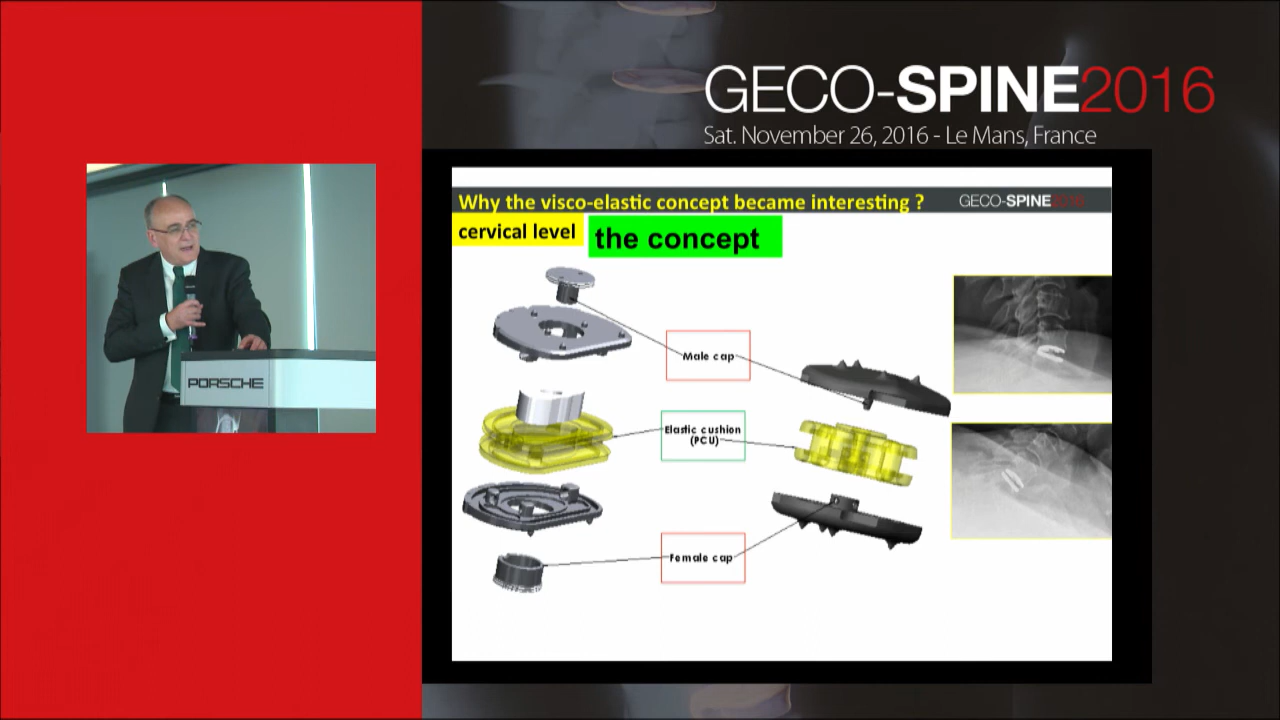 GECO-SPINE2016
Sat. November 26, 2016 - Le Mans, France
PORSCHE
Why the visco-elastic concept became interesting ?
GECO-SPINE2016
cervical level
the concept
Male cap
Elastic cushion
(PCU)
Female cap